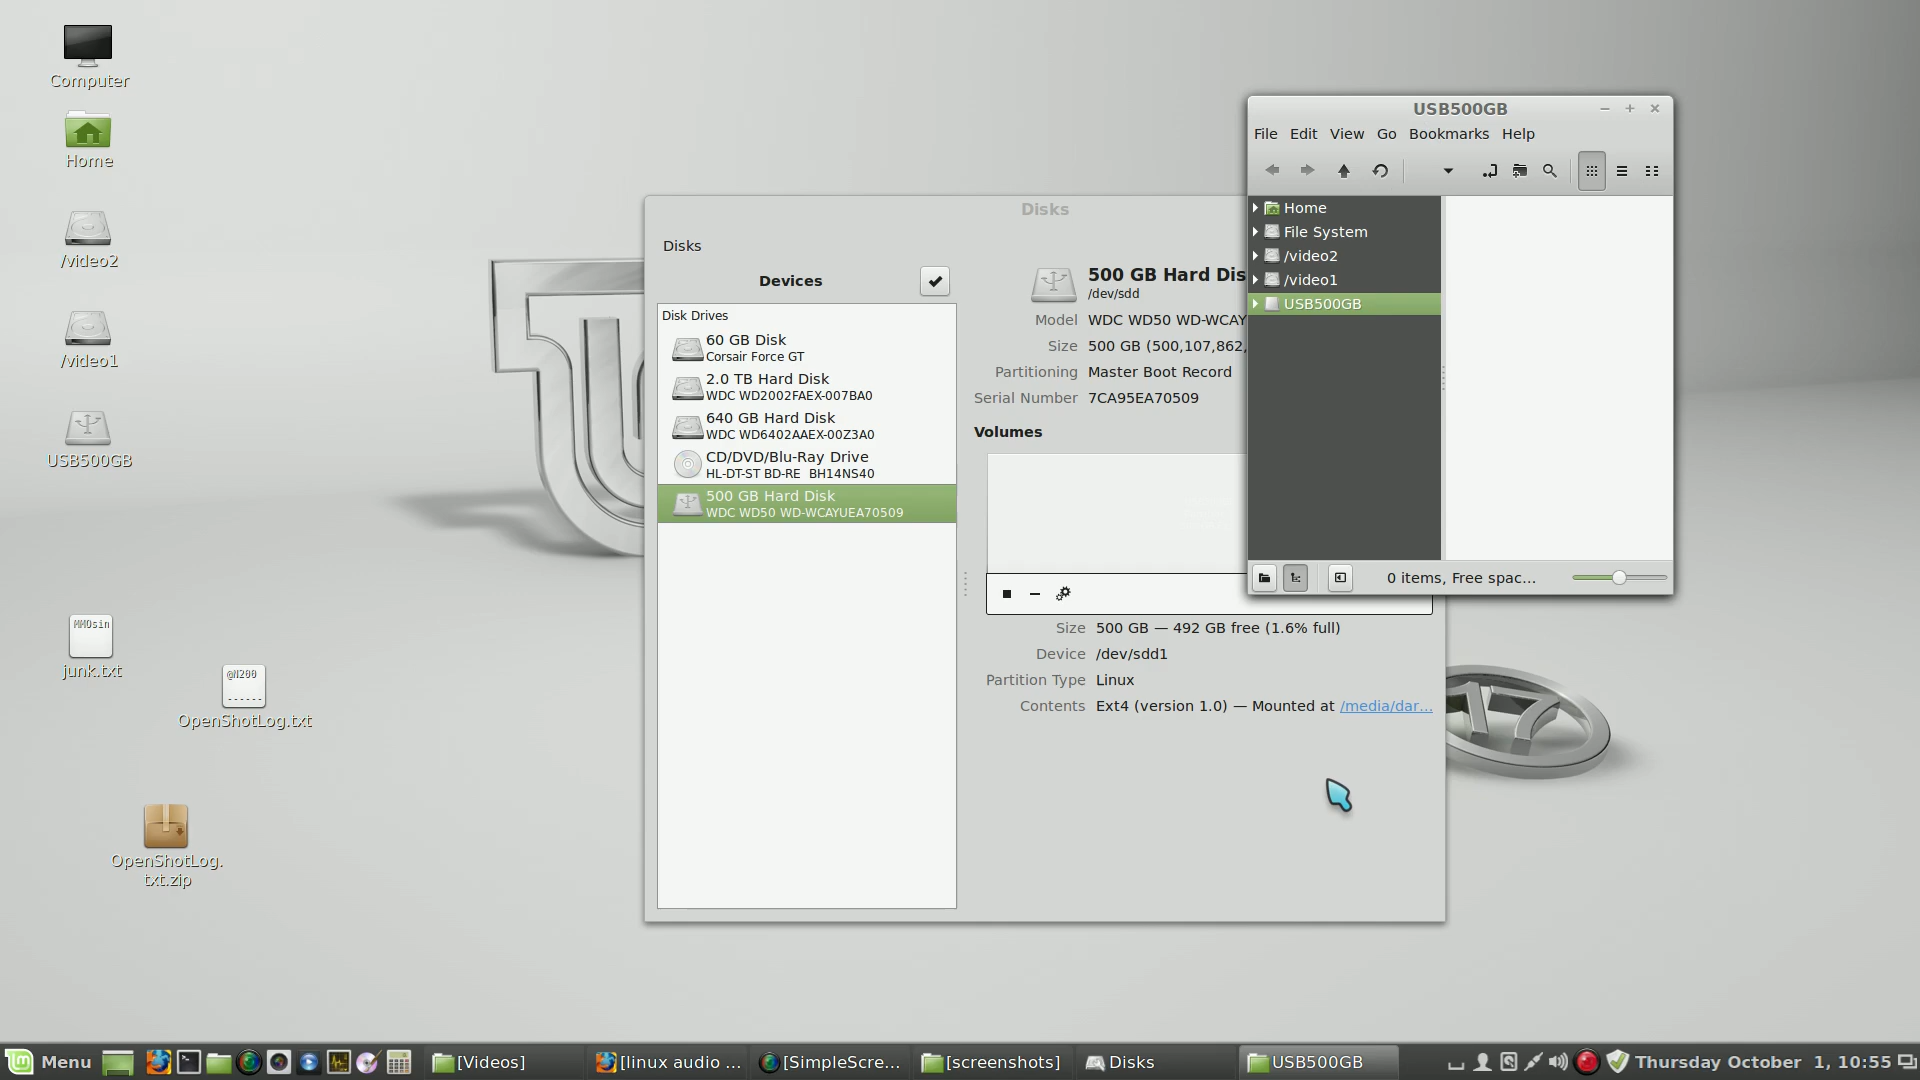 Computer
Home
/video2
/video1
USB500GB
MMOsin
junk.txt
@N200
------
OpenShotLog.txt
OpenShotLog.
txt.zip
Disks
Disks
Devices
Disk Drives
60 GB Disk
Corsair Force GT
2.0 TB Hard Disk
WDC WD2002FAEX-007BA0
640 GB Hard Disk
WDC WD6402AAEX-00Z3A0
CD/DVD/Blu-Ray Drive
HL-DT-ST BD-RE  BH14NS40
500 GB Hard Disk
WDC WD50 WD-WCAYUEA70509
500 GB Hard Dis
/dev/sdd
Model WDC WD50 WD-WCAY
Size 500 GB (500,107,862,
Partitioning Master Boot Record
Serial Number 7CA95EA70509
Volumes
Size 500 GB — 492 GB free (1.6% full)
Device /dev/sdd1
Partition Type Linux
Contents Ext4 (version 1.0) — Mounted at /media/dar...
USB500GB
File Edit View Go Bookmarks Help
Home
File System
/video2
/video1
USB500GB
0 items, Free spac...
17
Menu [Videos] [linux audio ... [SimpleScre... [screenshots] Disks USB500GB Thursday October  1, 10:55